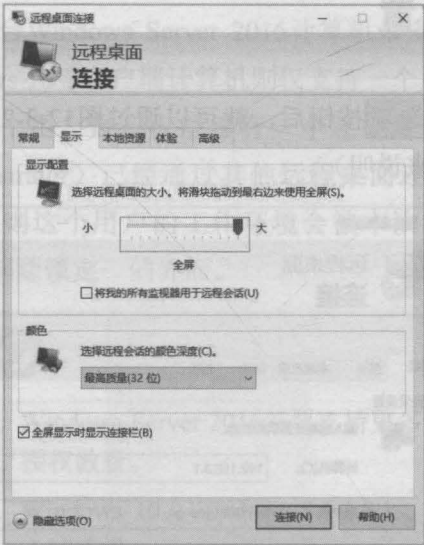 远程桌面连接
远程桌面
连接
常规 显示 本地资源 体验 高级
显示配置
选择远程桌面的大小。将滑块拖动到最右边来使用全屏(S)。
小 大
全屏
将我的所有监视器用于远程会话(U)
颜色
选择远程会话的颜色深度(C)。
最高质量(32 位)
全屏显示时显示连接栏(B)
隐藏选项(O) 连接(N) 帮助(H)